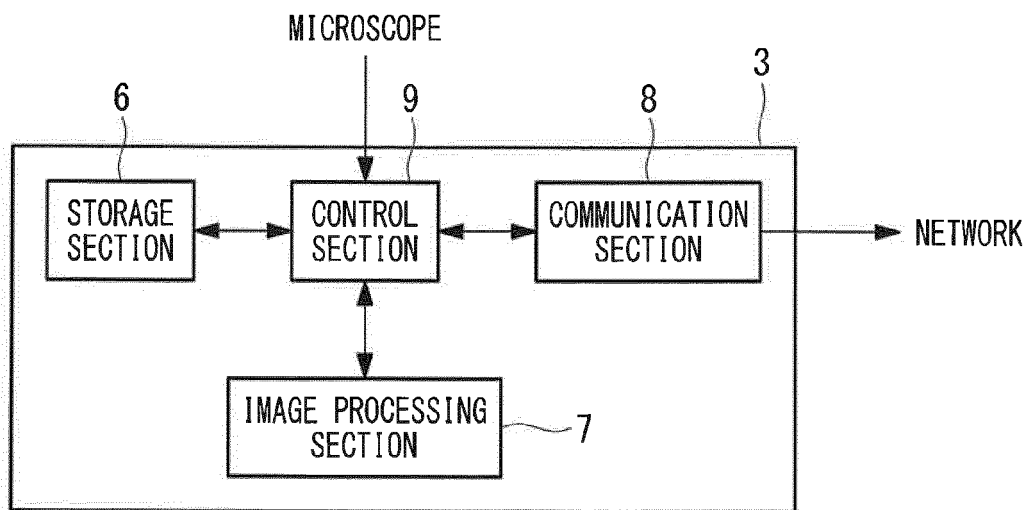 MICROSCOPE
3
6
9
8
STORAGE
SECTION
CONTROL
SECTION
COMMUNICATION
SECTION
NETWORK
IMAGE PROCESSING
SECTION
7